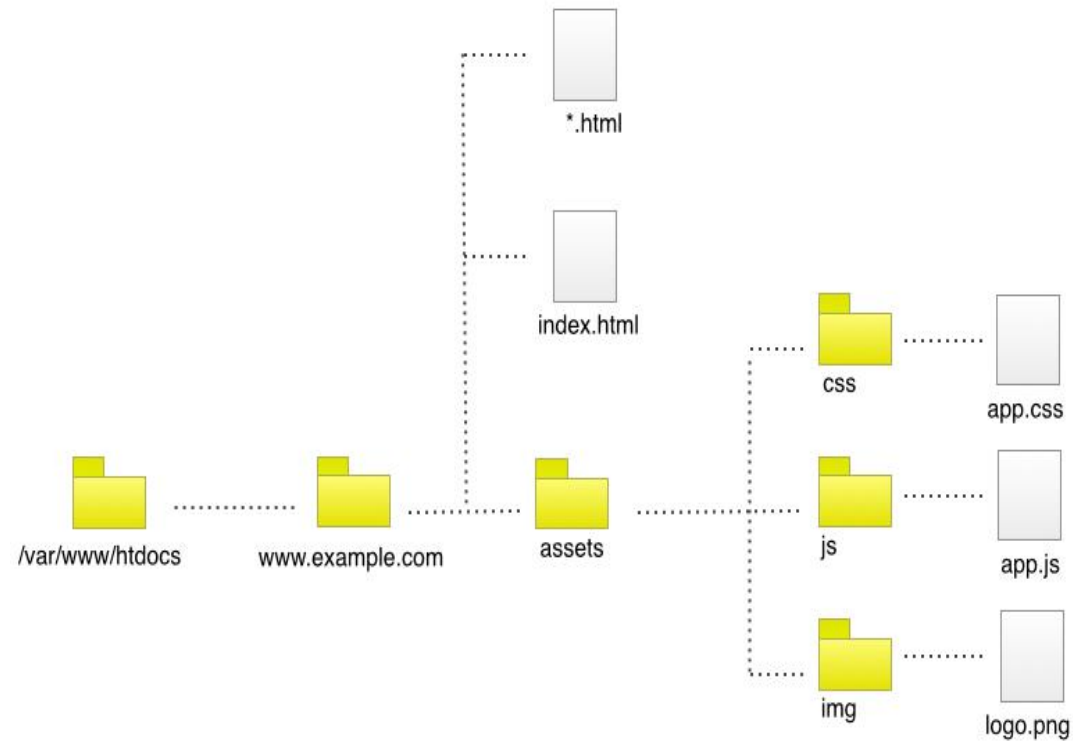 *.html
index.html
css
app.css
/var/www/htdocs
www.example.com
assets
js
app.js
img
logo.png